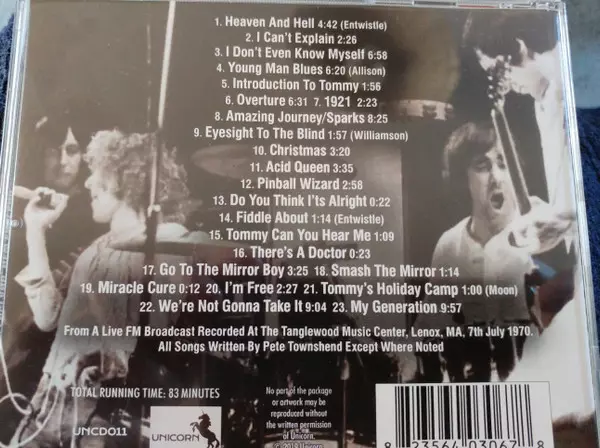 1. Heaven And Hell 4:42 (Entwistle)
2. I Can't Explain 2:26
3. I Don't Even Know Myself 6:58
4. Young Man Blues 6:20 (Allison)
5. Introduction To Tommy 1:56
6. Overture 6:31 7. 1921 2:23
8. Amazing Journey/Sparks 8:25
9. Eyesight To The Blind 1:57 (Williamson)
10. Christmas 3:20
11. Acid Queen 3:35
12. Pinball Wizard 2:58
13. Do You Think I'ts Alright 0:22
14. Fiddle About 1:14 (Entwistle)
15. Tommy Can You Hear Me 1:09
16. There's A Doctor 0:23
17. Go To The Mirror Boy 3:25 18. Smash The Mirror 1:14
19. Miracle Cure 0:12 20. I'm Free 2:27 21. Tommy's Holiday Camp 1:00 (Moon)
22. We're Not Gonna Take It 9:04 23. My Generation 9:57
From A Live FM Broadcast Recorded At The Tanglewood Music Center, Lenox, MA, 7th July 1970.
All Songs Written By Pete Townshend Except Where Noted
TOTAL RUNNING TIME: 83 MINUTES
UNCD011
UNICORN
No part of the package
or artwork may be
reproduced without
the written permission
of Unicorn.
© 2019 Unicorn
8 23564 03067 8